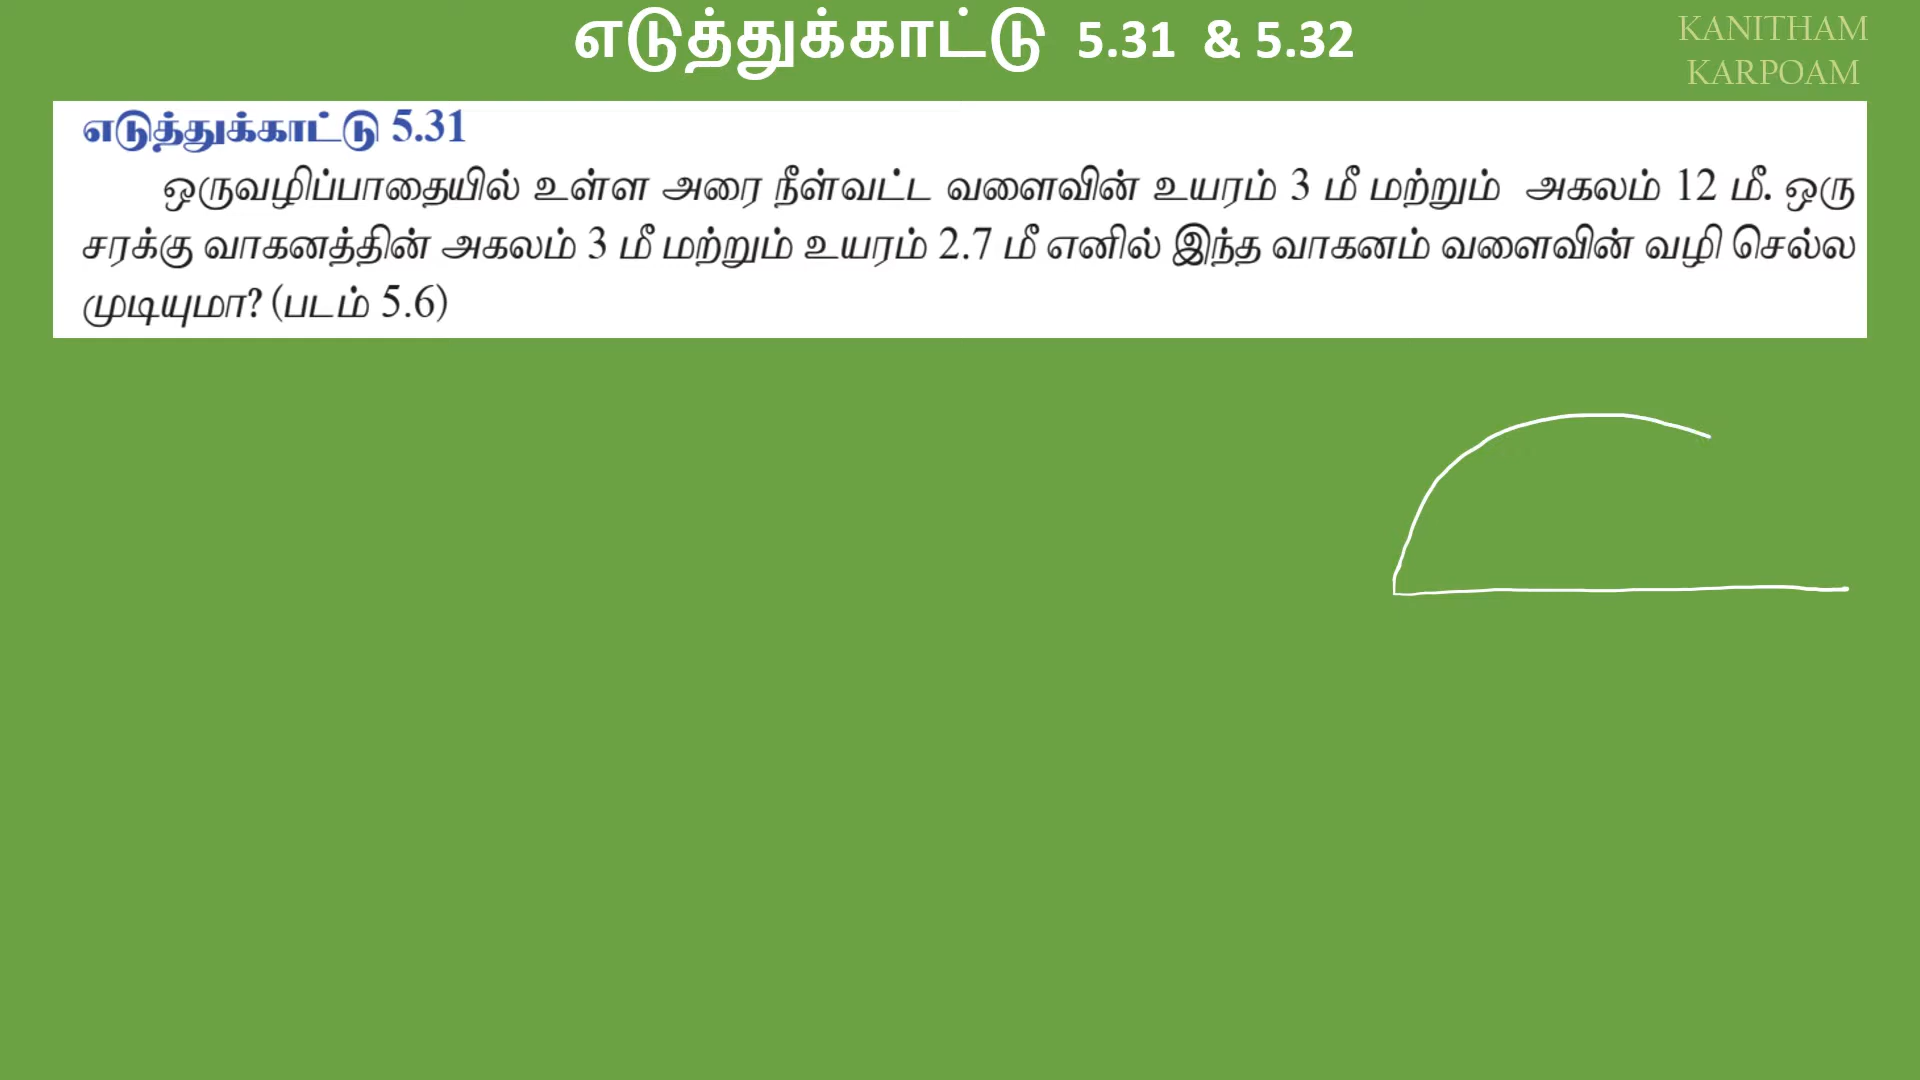 எடுத்துக்காட்டு 5.31 & 5.32
KANITHAM
KARPOAM
எடுத்துக்காட்டு 5.31
ஒருவழிப்பாதையில் உள்ள அரை நீள்வட்ட வளைவின் உயரம் 3 மீ மற்றும் அகலம் 12 மீ. ஒரு
சரக்கு வாகனத்தின் அகலம் 3 மீ மற்றும் உயரம் 2.7 மீ எனில் இந்த வாகனம் வளைவின் வழி செல்ல
முடியுமா? (படம் 5.6)